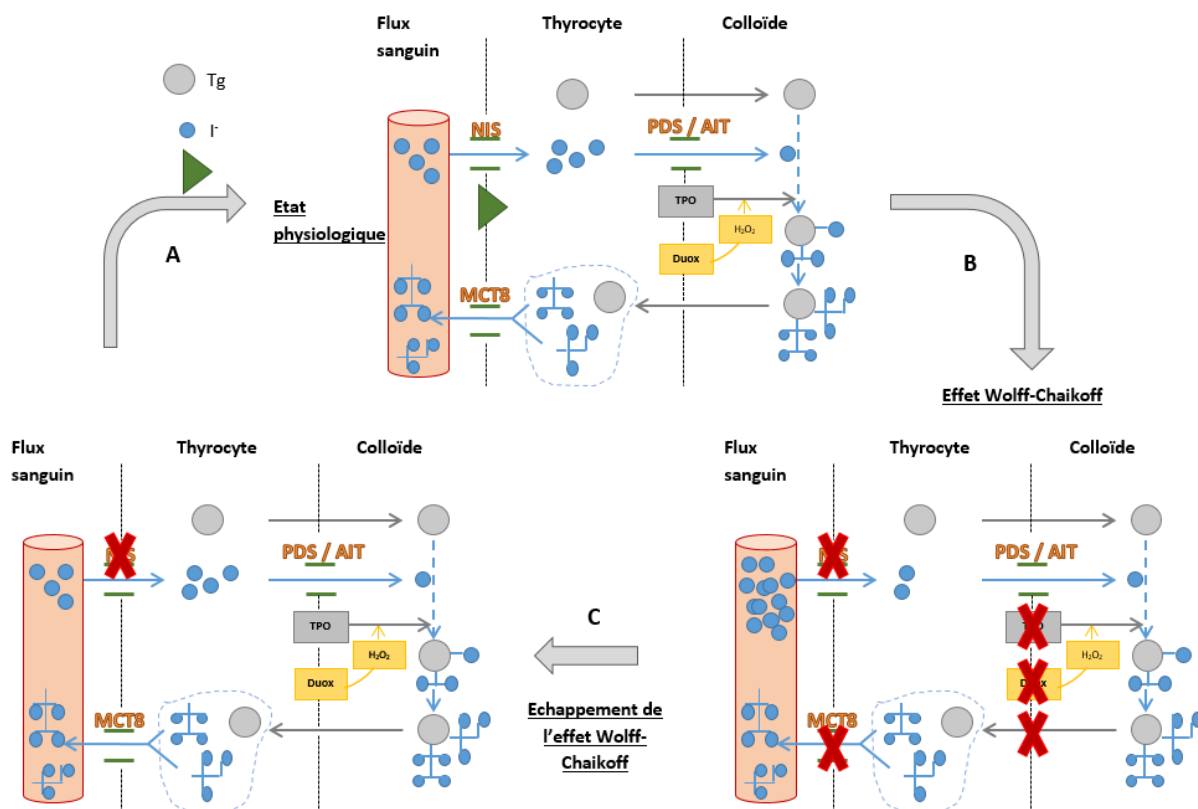 Flux
sanguin
Thyrocyte
Colloïde
Tg
I-
NIS
PDS / AIT
A
Etat
physiologique
TPO
H2O2
Duox
MCT8
B
Effet Wolff-Chaikoff
Flux
sanguin
Thyrocyte
Colloïde
PDS / AIT
TPO
H2O2
Duox
MCT8
C
Echappement de
l'effet Wolff-
Chaikoff
Flux
sanguin
Thyrocyte
Colloïde
PDS / AIT
H2O2
MCT8